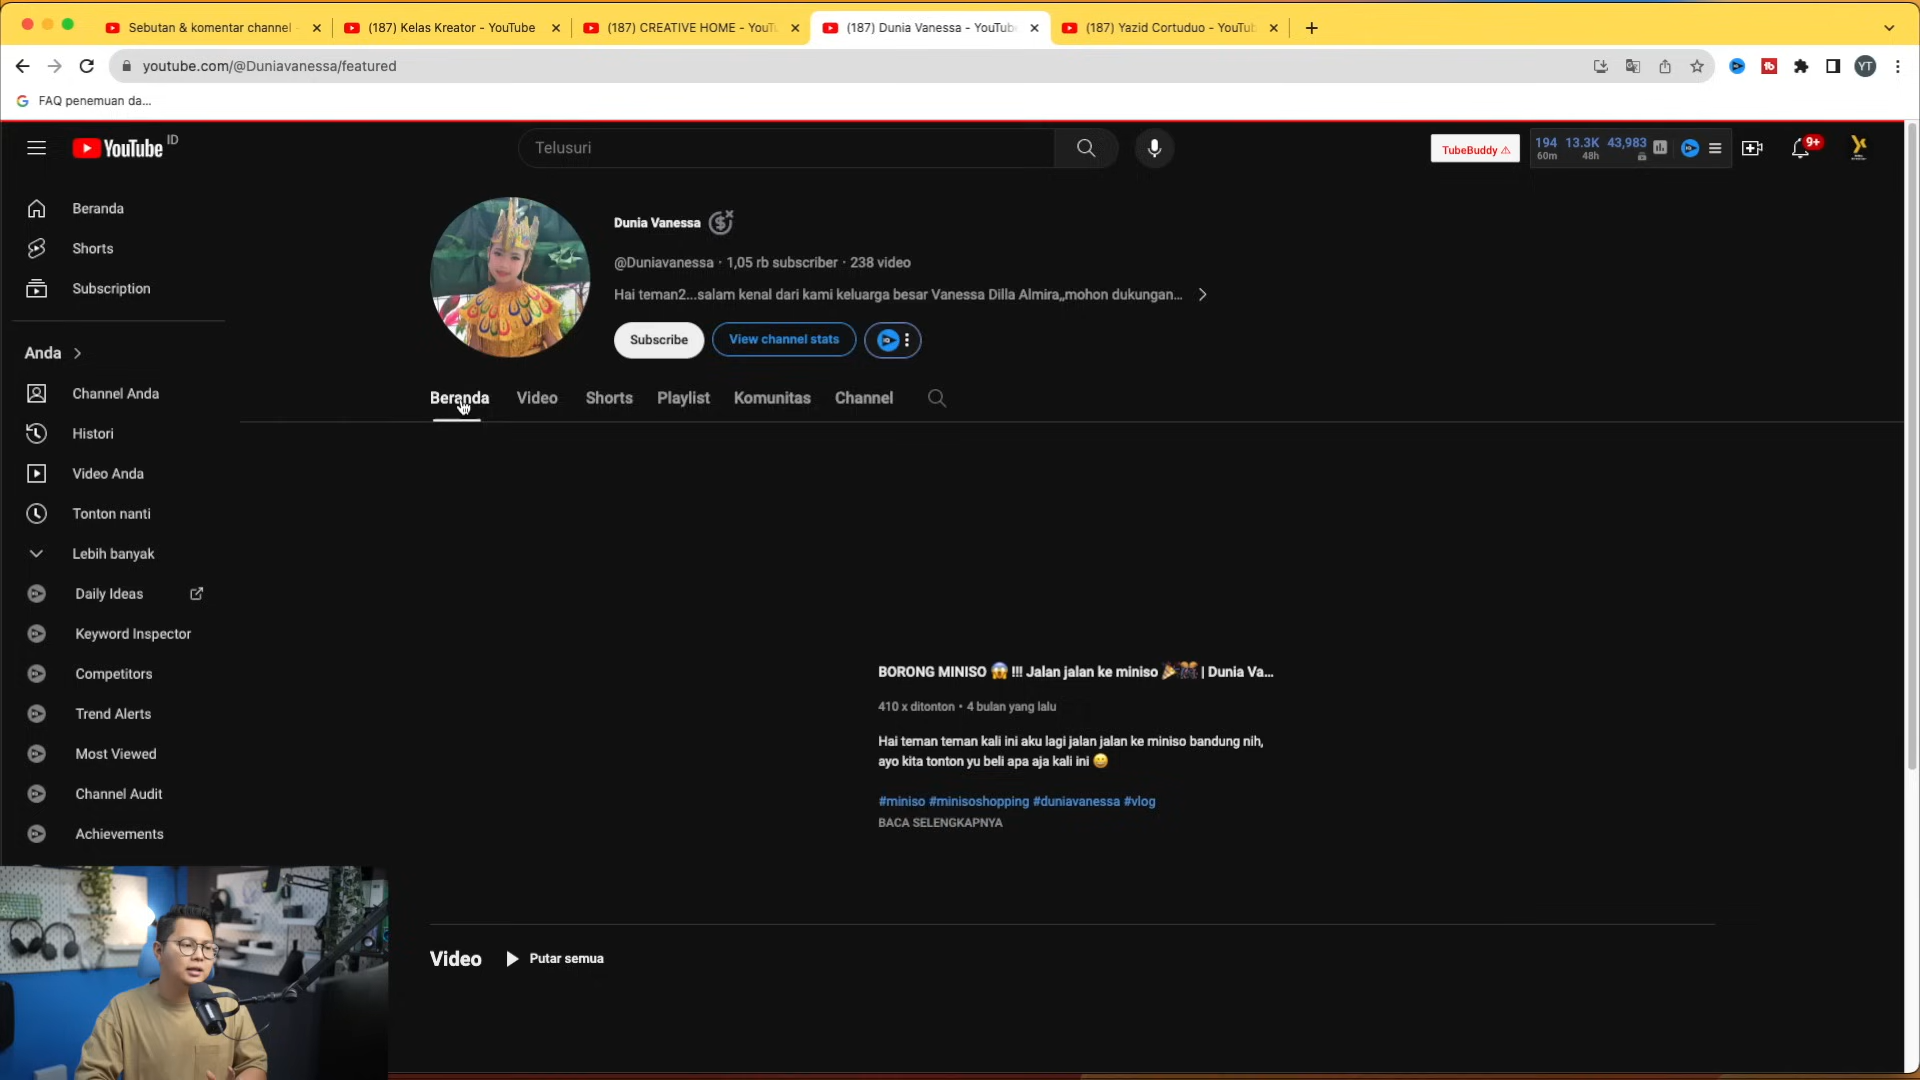 Sebutan & komentar channel
(187) Kelas Kreator - YouTube
(187) CREATIVE HOME - YouTu
(187) Dunia Vanessa - YouTube
(187) Yazid Cortuduo - YouTub
youtube.com/@Duniavanessa/featured
YT
FAQ penemuan da...
YouTube ID
Telusuri
TubeBuddy
194 13.3K 43,983
60m 48h
9+
Beranda
Shorts
Subscription
Anda
Channel Anda
Histori
Video Anda
Tonton nanti
Lebih banyak
Daily Ideas
Keyword Inspector
Competitors
Trend Alerts
Most Viewed
Channel Audit
Achievements
Dunia Vanessa
@Duniavanessa · 1,05 rb subscriber · 238 video
Hai teman2...salam kenal dari kami keluarga besar Vanessa Dilla Almira,,mohon dukungan...
Subscribe
View channel stats
Beranda Video Shorts Playlist Komunitas Channel
BORONG MINISO 😱 !!! Jalan jalan ke miniso 🎉🎊 | Dunia Va...
410 x ditonton • 4 bulan yang lalu
Hai teman teman kali ini aku lagi jalan jalan ke miniso bandung nih,
ayo kita tonton yu beli apa aja kali ini 😄
#miniso #minisoshopping #duniavanessa #vlog
BACA SELENGKAPNYA
Video
Putar semua